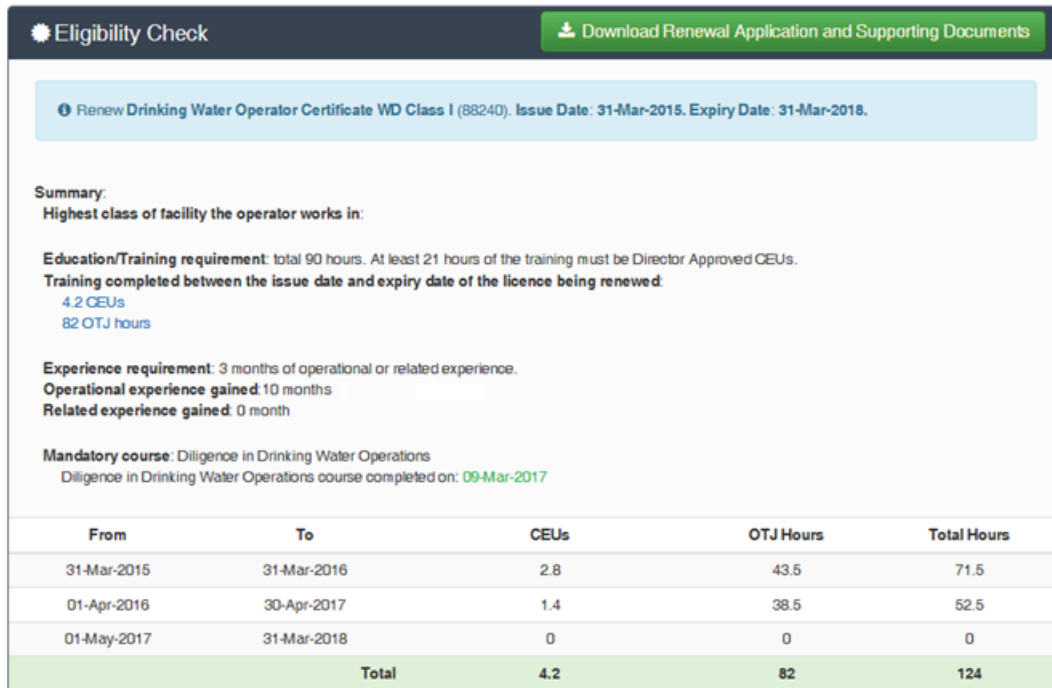 Eligibility Check
Download Renewal Application and Supporting Documents
Renew Drinking Water Operator Certificate WD Class I (88240). Issue Date: 31-Mar-2015. Expiry Date: 31-Mar-2018.
Summary:
Highest class of facility the operator works in:
Education/Training requirement: total 90 hours. At least 21 hours of the training must be Director Approved CEUs.
Training completed between the issue date and expiry date of the licence being renewed:
4.2 CEUs
82 OTJ hours
Experience requirement: 3 months of operational or related experience.
Operational experience gained:10 months
Related experience gained: 0 month
Mandatory course: Diligence in Drinking Water Operations
Diligence in Drinking Water Operations course completed on: 09-Mar-2017
From To CEUs OTJ Hours Total Hours
31-Mar-2015 31-Mar-2016 2.8 43.5 71.5
01-Apr-2016 30-Apr-2017 1.4 38.5 52.5
01-May-2017 31-Mar-2018 0 0 0
Total 4.2 82 124